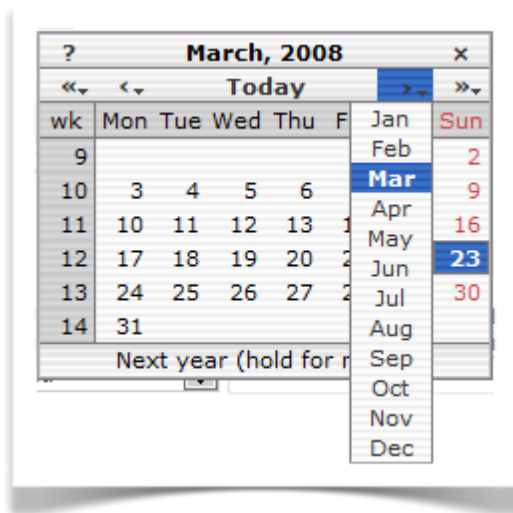 ? March, 2008 ×
« ‹ Today › »
wk Mon Tue Wed Thu Sun
9 2
10 3 4 5 6 9
11 10 11 12 13 16
12 17 18 19 20 23
13 24 25 26 27 30
14 31
Next year (hold for
Jan
Feb
Mar
Apr
May
Jun
Jul
Aug
Sep
Oct
Nov
Dec